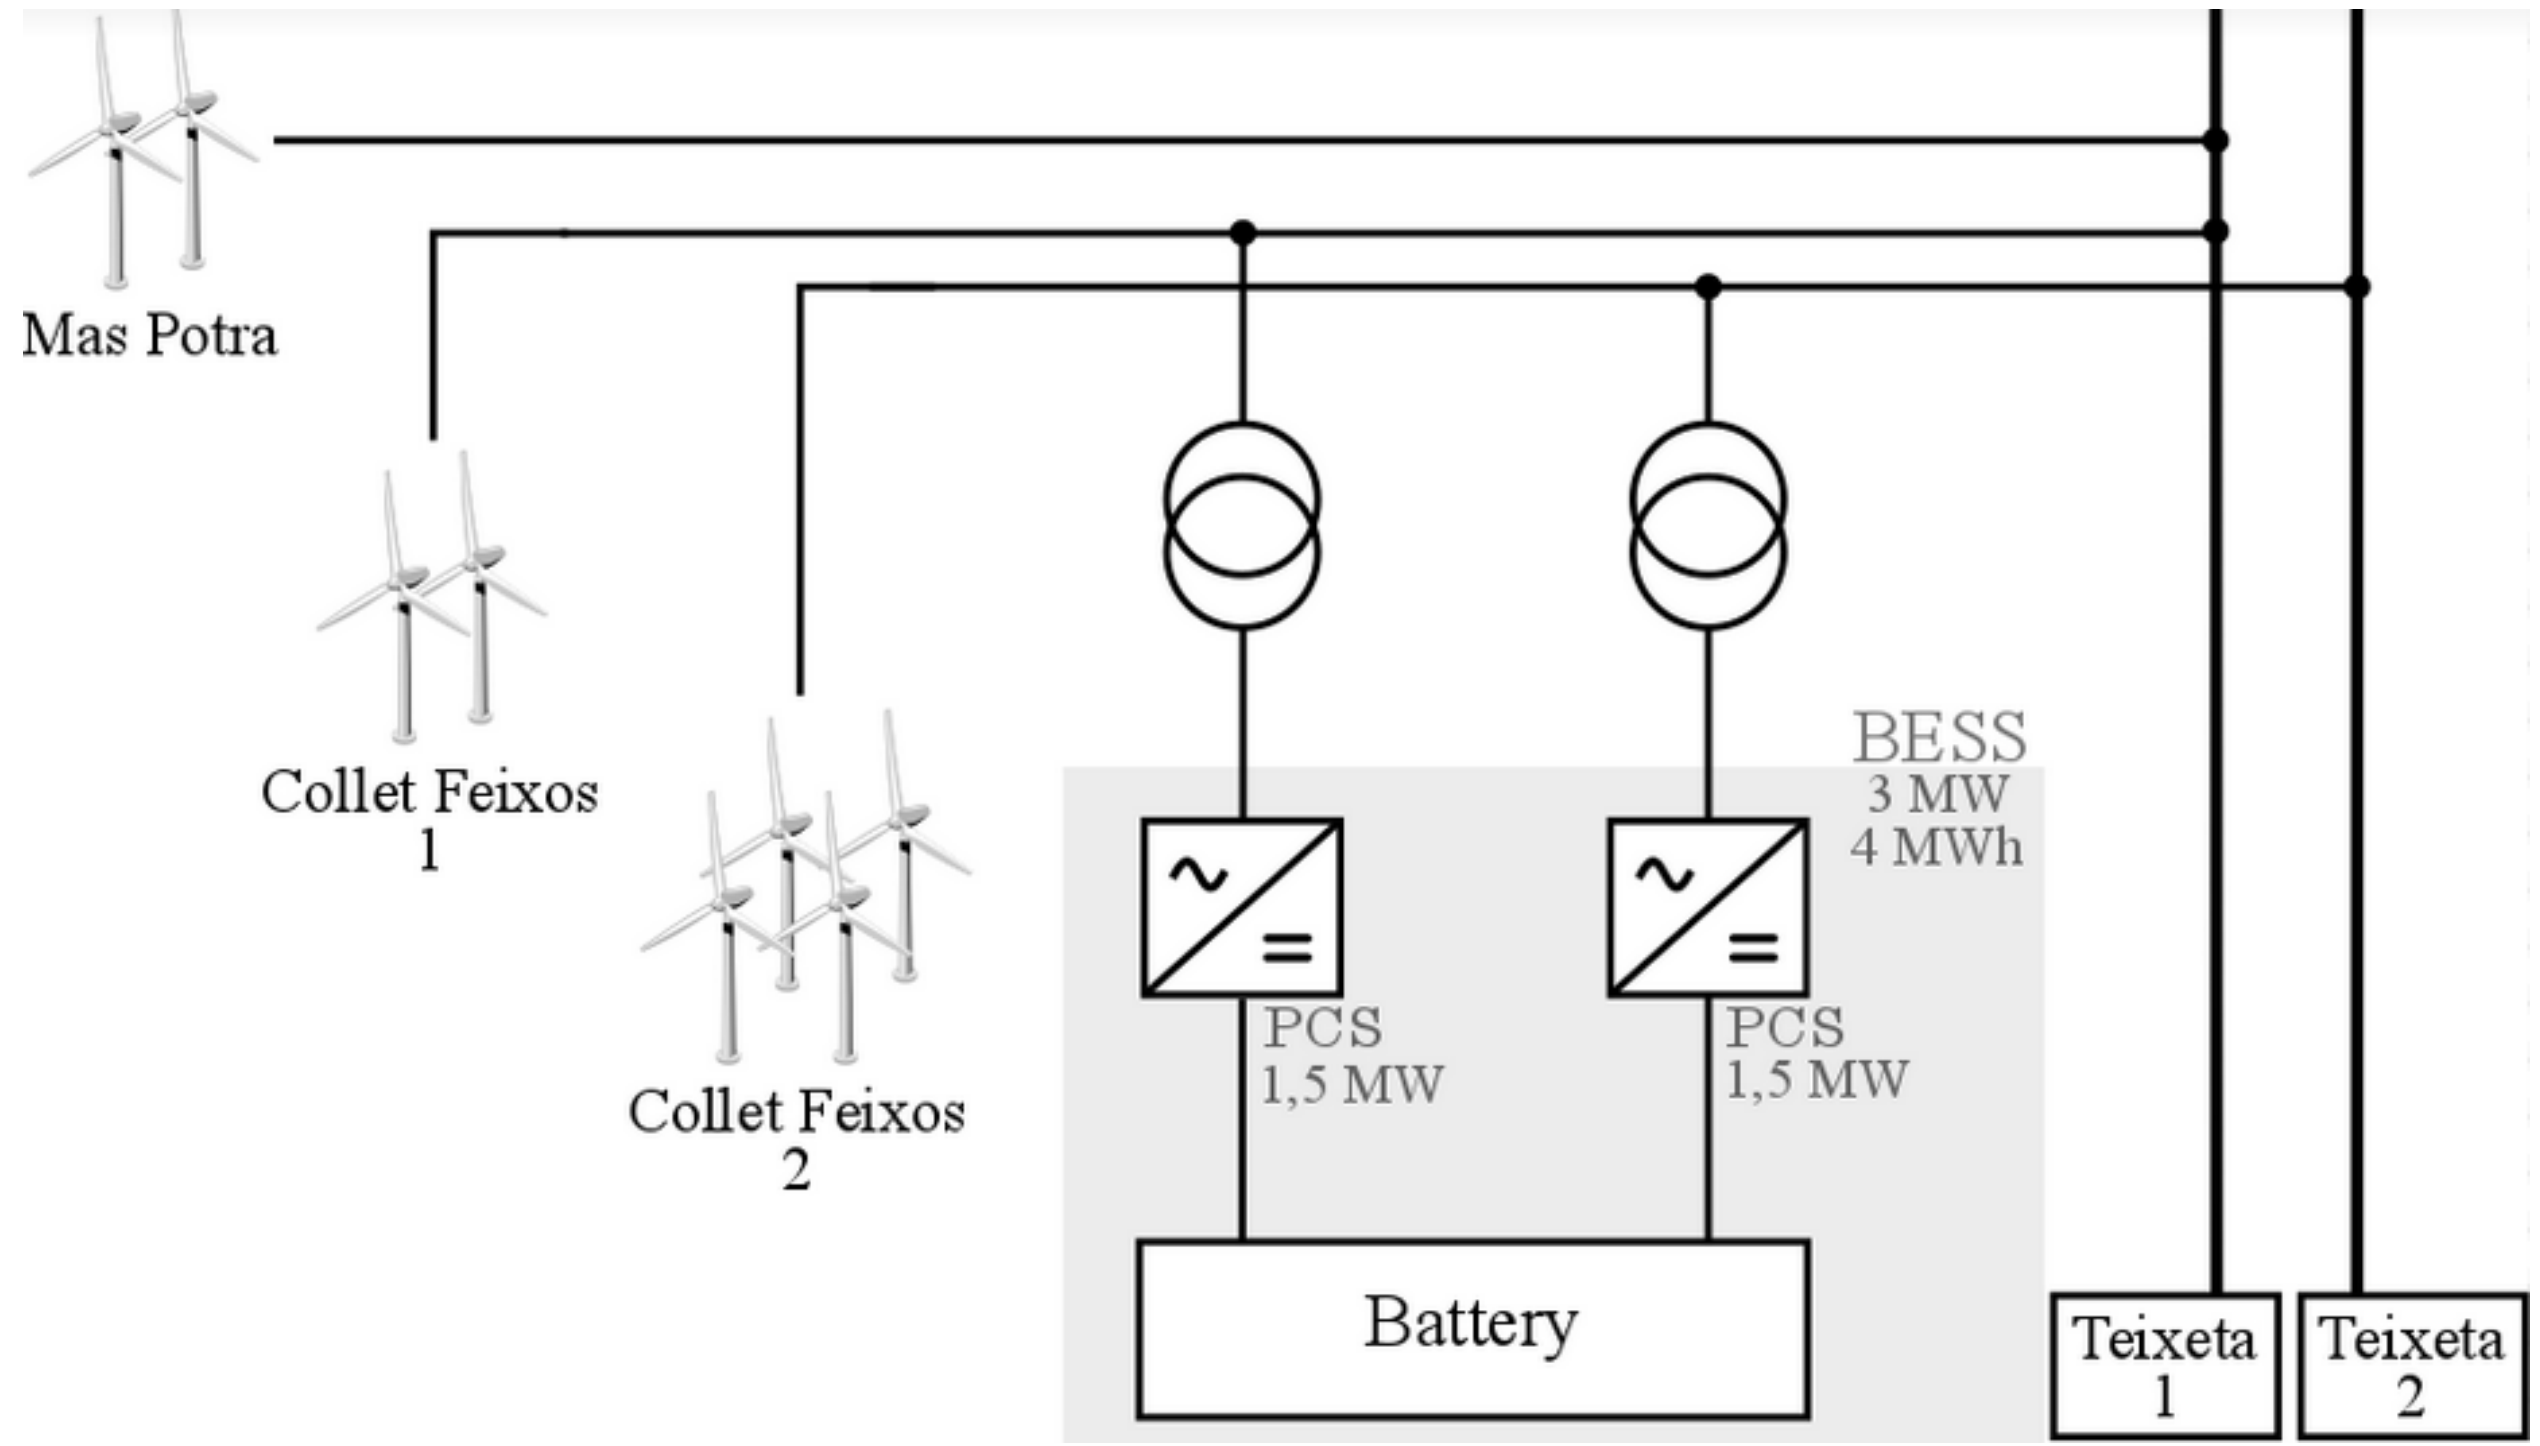 Mas Potra
Collet Feixos
1
Collet Feixos
2
BESS
3 MW
4 MWh
PCS
1,5 MW
PCS
1,5 MW
Battery
Teixeta
1
Teixeta
2